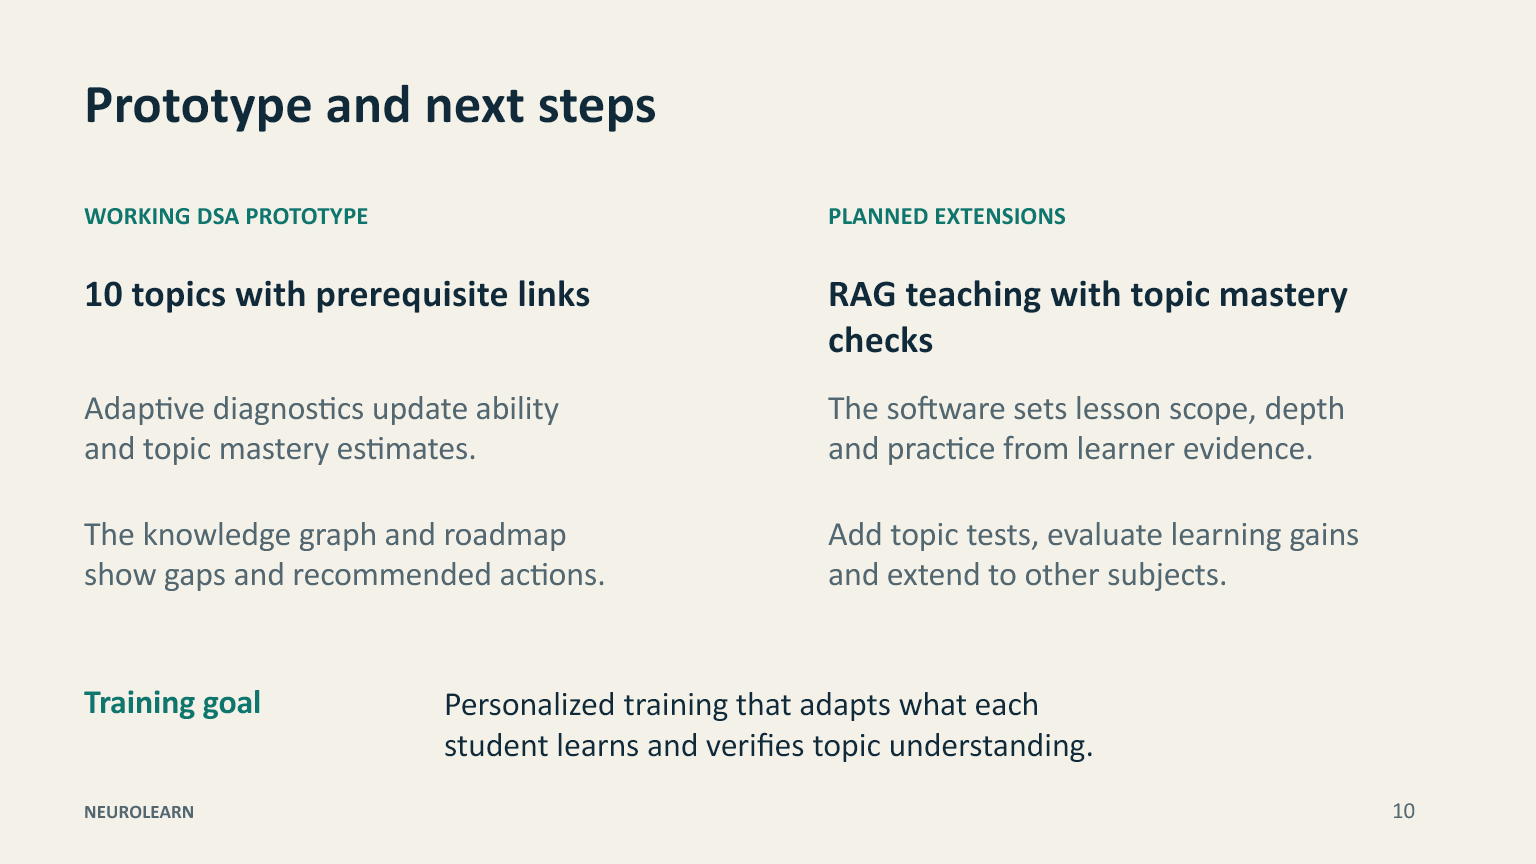 Prototype and next steps
WORKING DSA PROTOTYPE
10 topics with prerequisite links
Adaptive diagnostics update ability
and topic mastery estimates.
The knowledge graph and roadmap
show gaps and recommended actions.
PLANNED EXTENSIONS
RAG teaching with topic mastery
checks
The software sets lesson scope, depth
and practice from learner evidence.
Add topic tests, evaluate learning gains
and extend to other subjects.
Training goal
Personalized training that adapts what each
student learns and verifies topic understanding.
NEUROLEARN
10